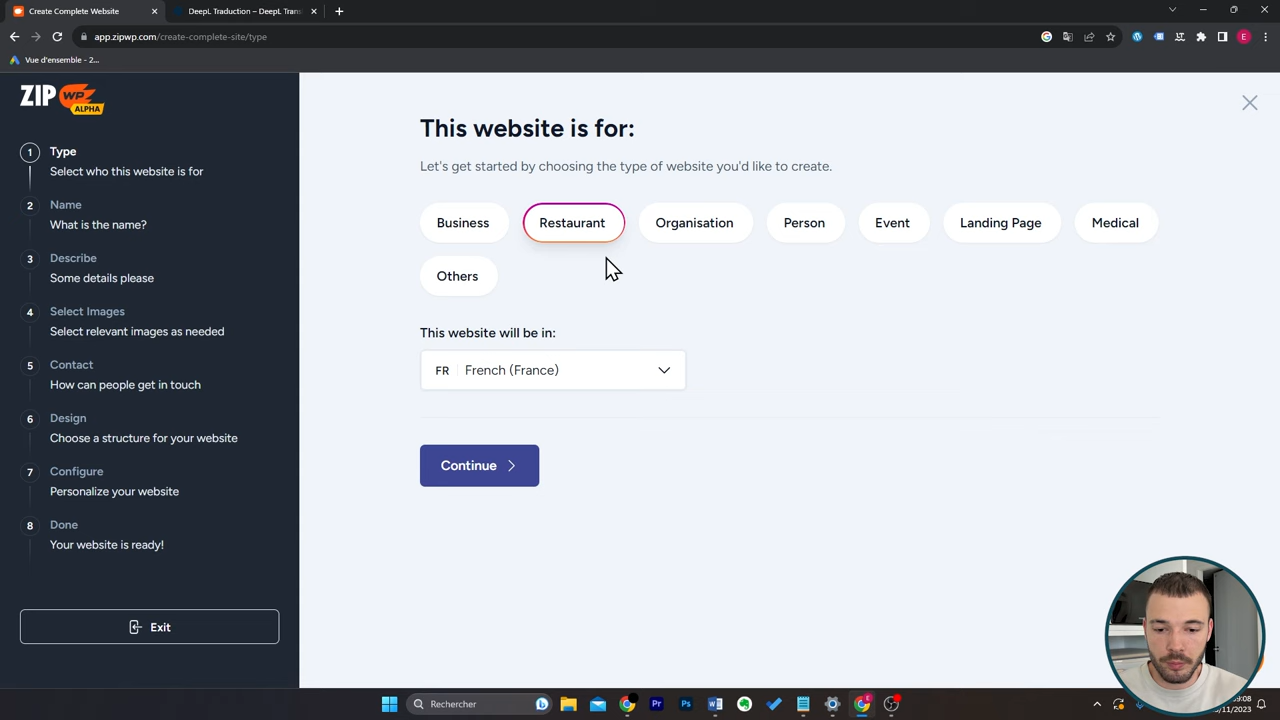 Create Complete Website
DeepL Traduction – DeepL Tran
app.zipwp.com/create-complete-site/type
E
Vue d'ensemble - 2...
ZIP WP
ALPHA
1 Type
Select who this website is for
2 Name
What is the name?
3 Describe
Some details please
4 Select Images
Select relevant images as needed
5 Contact
How can people get in touch
6 Design
Choose a structure for your website
7 Configure
Personalize your website
8 Done
Your website is ready!
Exit
This website is for:
Let's get started by choosing the type of website you'd like to create.
Business Restaurant Organisation Person Event Landing Page Medical
Others
This website will be in:
FR French (France)
Continue
Rechercher